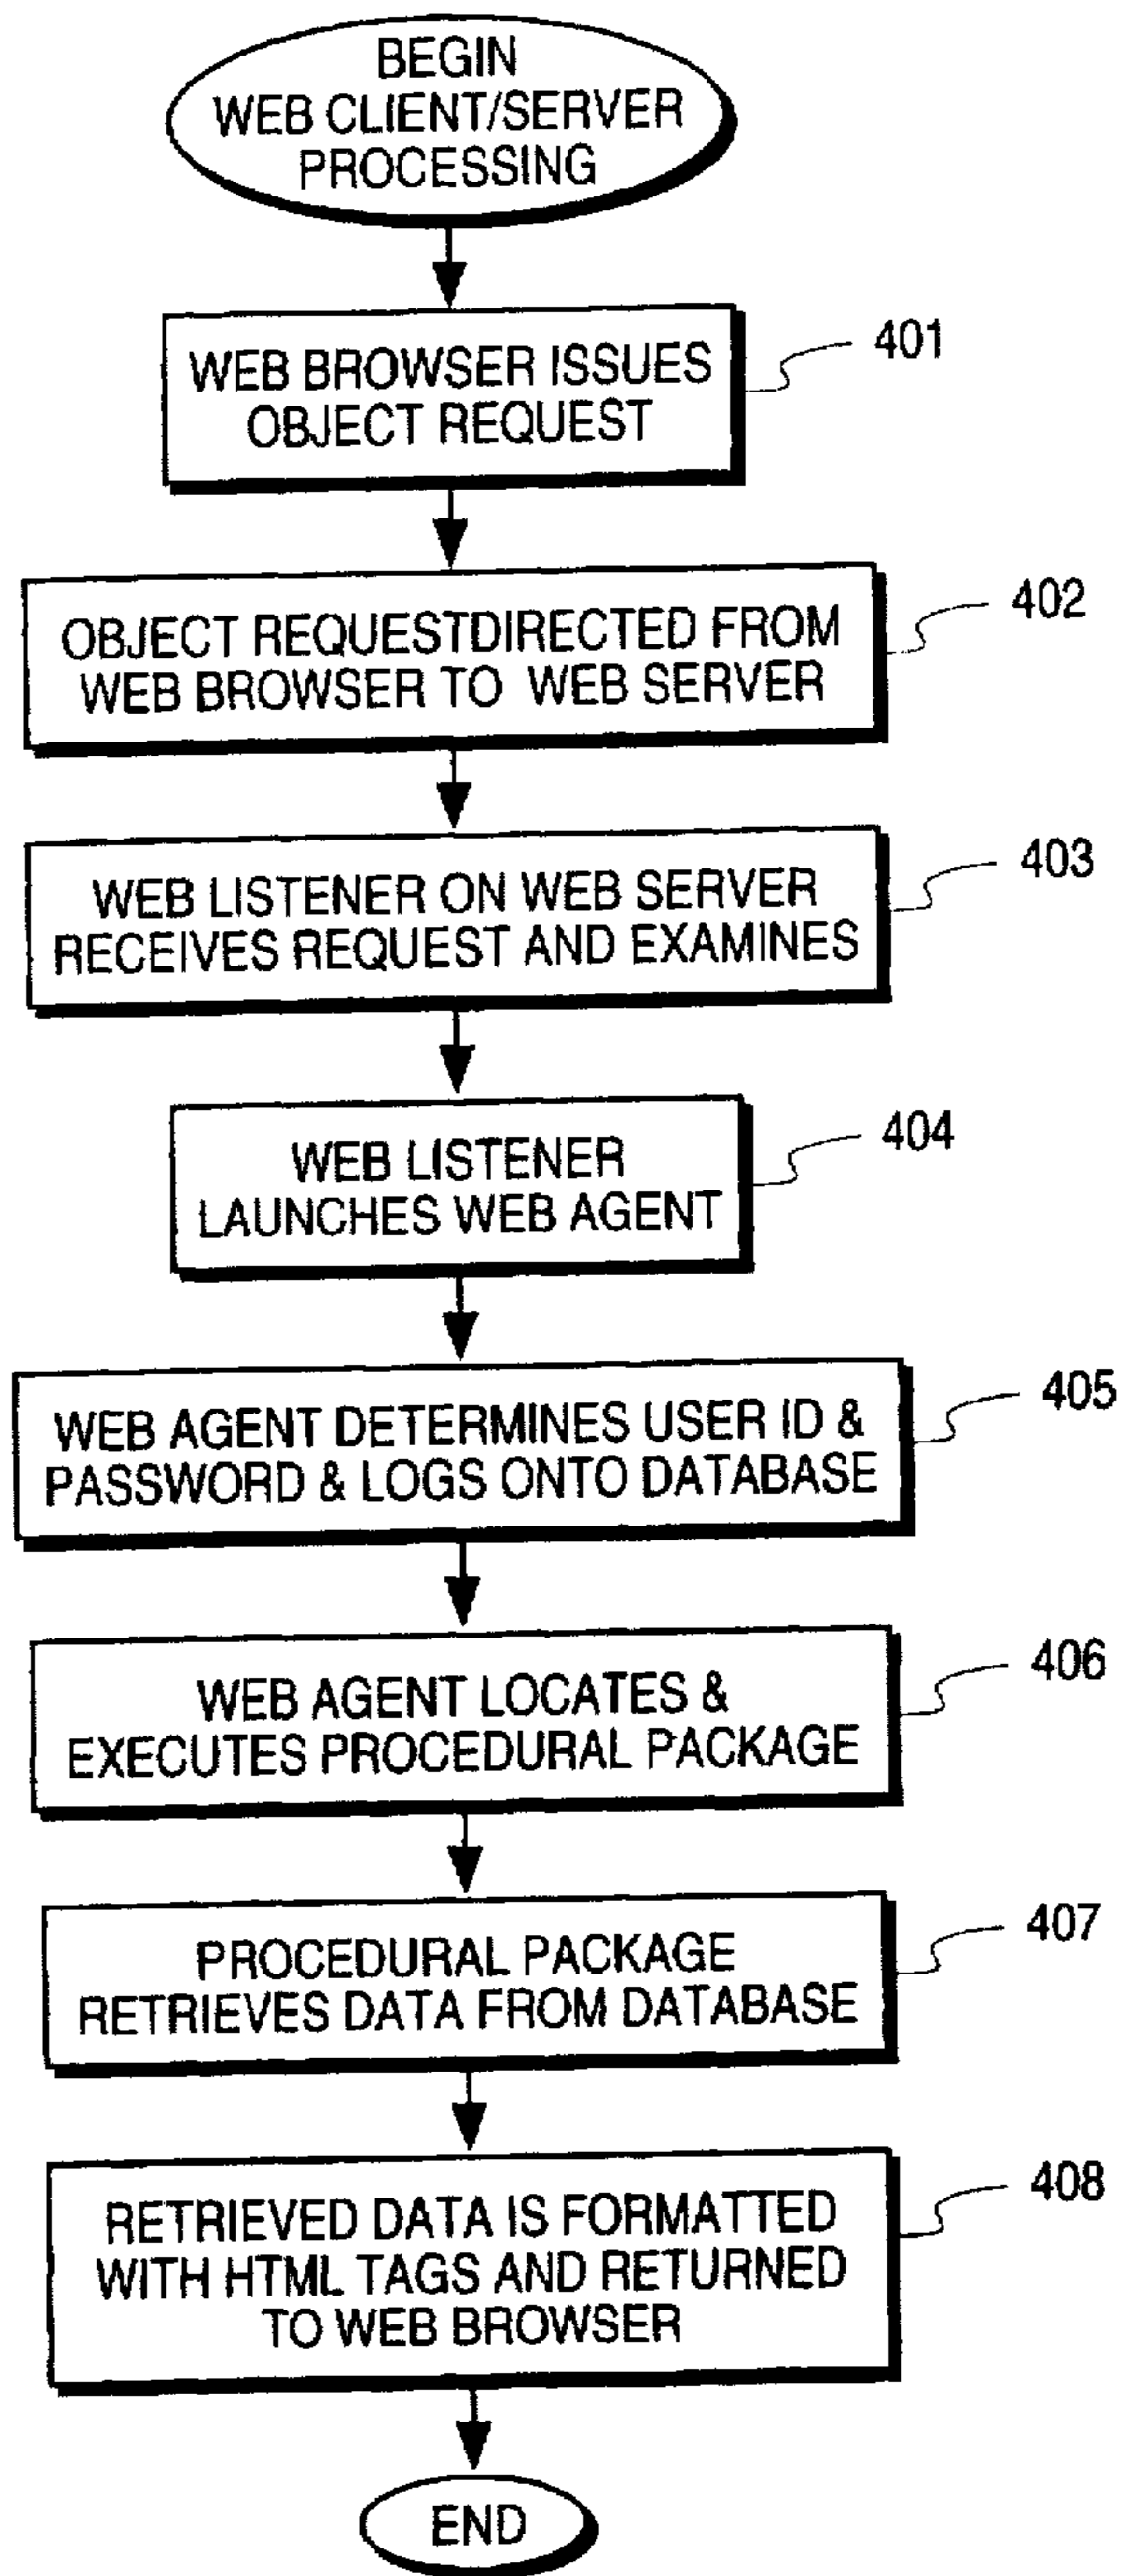 BEGIN
WEB CLIENT/SERVER
PROCESSING
WEB BROWSER ISSUES
OBJECT REQUEST
401
OBJECT REQUESTDIRECTED FROM
WEB BROWSER TO WEB SERVER
402
WEB LISTENER ON WEB SERVER
RECEIVES REQUEST AND EXAMINES
403
WEB LISTENER
LAUNCHES WEB AGENT
404
WEB AGENT DETERMINES USER ID &
PASSWORD & LOGS ONTO DATABASE
405
WEB AGENT LOCATES &
EXECUTES PROCEDURAL PACKAGE
406
PROCEDURAL PACKAGE
RETRIEVES DATA FROM DATABASE
407
RETRIEVED DATA IS FORMATTED
WITH HTML TAGS AND RETURNED
TO WEB BROWSER
408
END